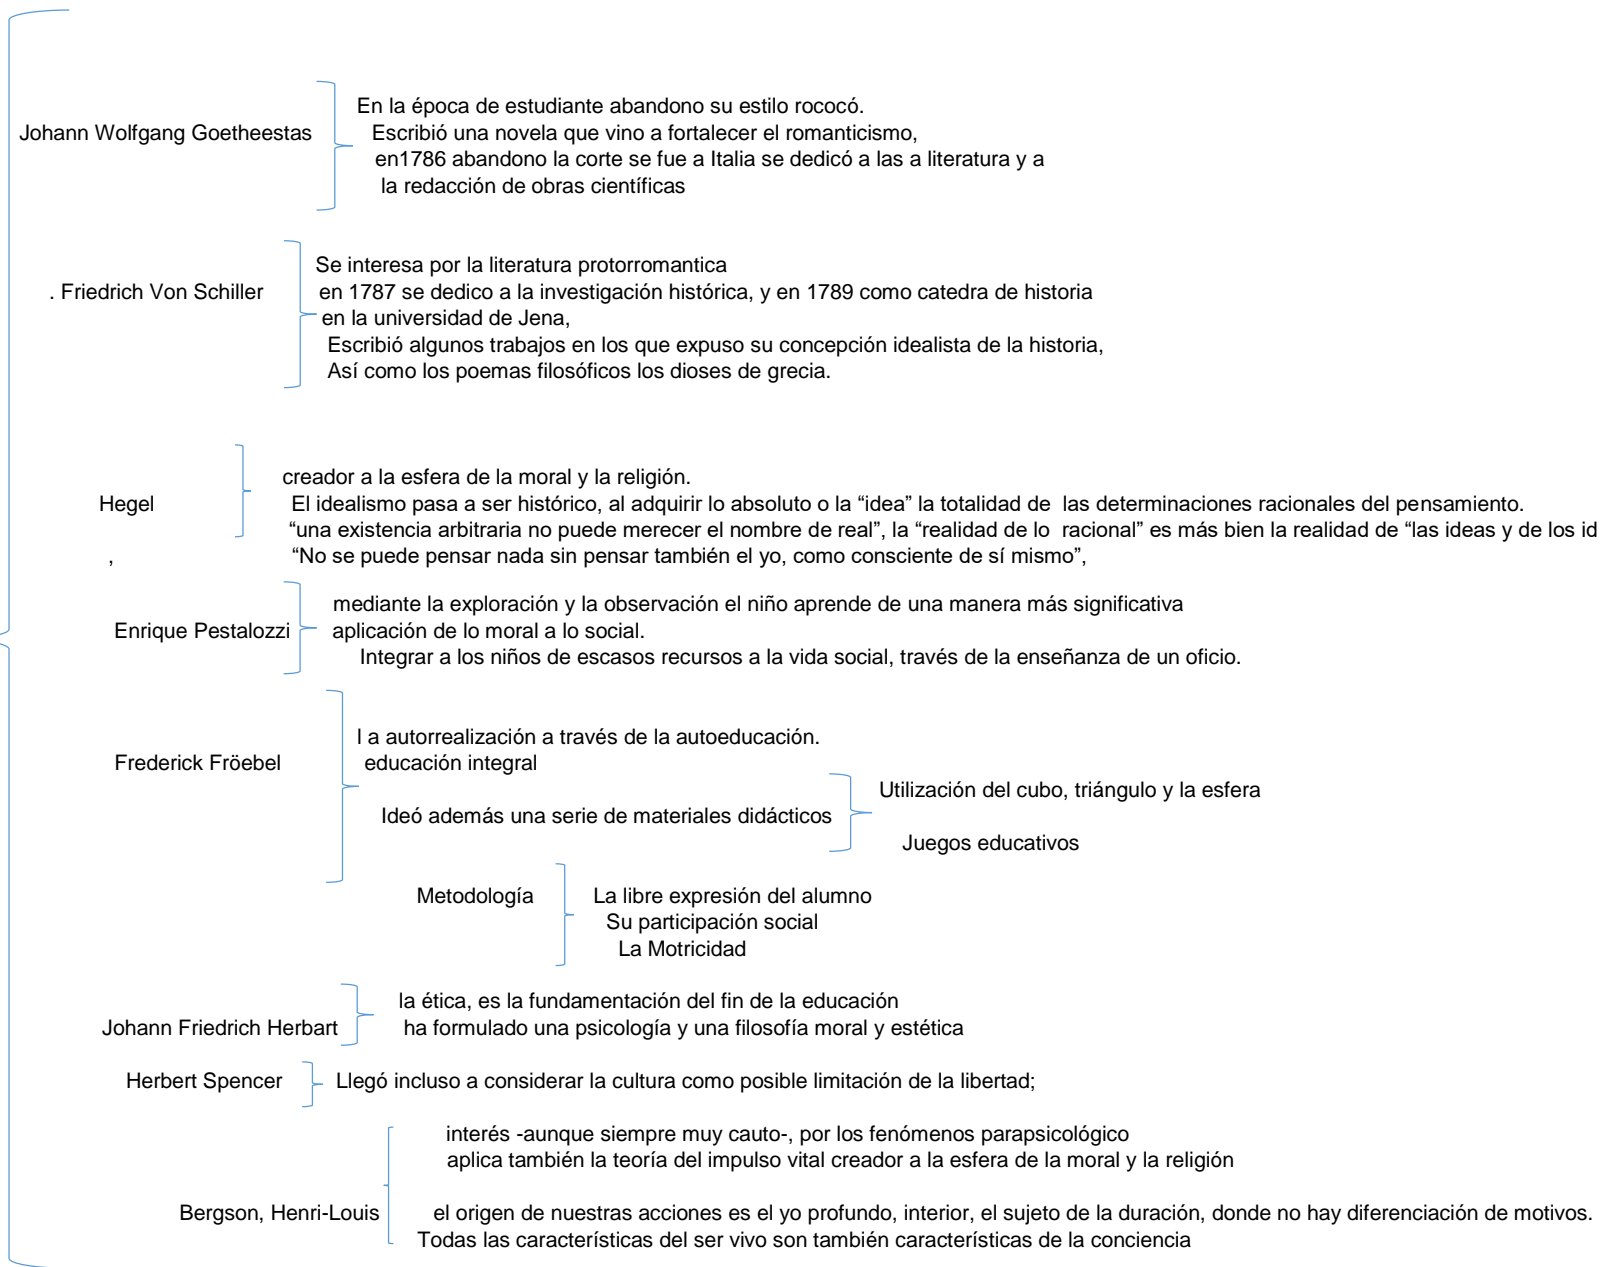 En la época de estudiante abandono su estilo rococó.
Johann Wolfgang Goetheestas
Escribió una novela que vino a fortalecer el romanticismo,
en1786 abandono la corte se fue a Italia se dedicó a las a literatura y a
la redacción de obras científicas
Se interesa por la literatura protorromantica
. Friedrich Von Schiller
en 1787 se dedico a la investigación histórica, y en 1789 como catedra de historia
en la universidad de Jena,
Escribió algunos trabajos en los que expuso su concepción idealista de la historia,
Así como los poemas filosóficos los dioses de grecia.
creador a la esfera de la moral y la religión.
Hegel
El idealismo pasa a ser histórico, al adquirir lo absoluto o la “idea” la totalidad de las determinaciones racionales del pensamiento.
“una existencia arbitraria no puede merecer el nombre de real”, la “realidad de lo racional” es más bien la realidad de “las ideas y de los id
,
“No se puede pensar nada sin pensar también el yo, como consciente de sí mismo”,
mediante la exploración y la observación el niño aprende de una manera más significativa
Enrique Pestalozzi
aplicación de lo moral a lo social.
Integrar a los niños de escasos recursos a la vida social, través de la enseñanza de un oficio.
l a autorrealización a través de la autoeducación.
Frederick Fröebel
educación integral
Ideó además una serie de materiales didácticos
Utilización del cubo, triángulo y la esfera
Juegos educativos
Metodología
La libre expresión del alumno
Su participación social
La Motricidad
la ética, es la fundamentación del fin de la educación
Johann Friedrich Herbart
ha formulado una psicología y una filosofía moral y estética
Herbert Spencer
Llegó incluso a considerar la cultura como posible limitación de la libertad;
interés -aunque siempre muy cauto-, por los fenómenos parapsicológico
aplica también la teoría del impulso vital creador a la esfera de la moral y la religión
Bergson, Henri-Louis
el origen de nuestras acciones es el yo profundo, interior, el sujeto de la duración, donde no hay diferenciación de motivos.
Todas las características del ser vivo son también características de la conciencia